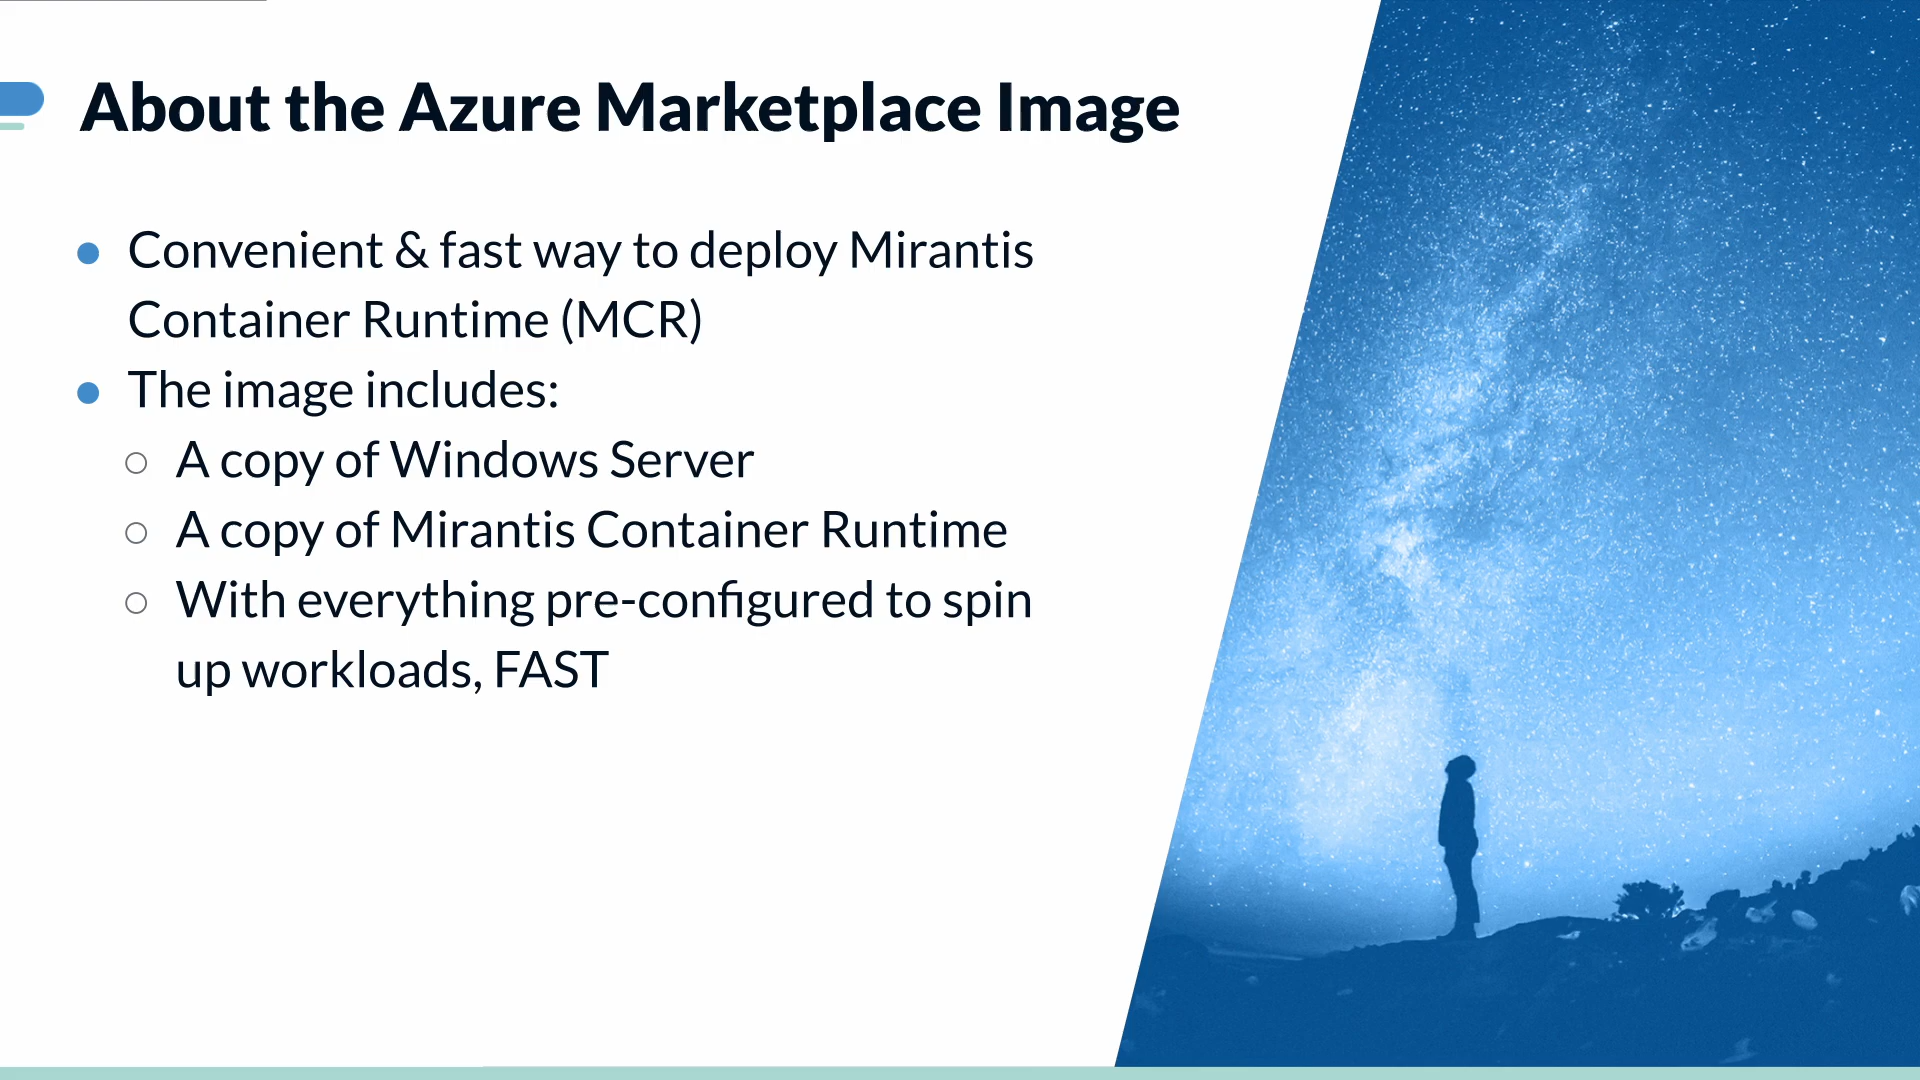 About the Azure Marketplace Image
Convenient & fast way to deploy Mirantis
Container Runtime (MCR)
The image includes:
A copy of Windows Server
A copy of Mirantis Container Runtime
With everything pre-configured to spin
up workloads, FAST